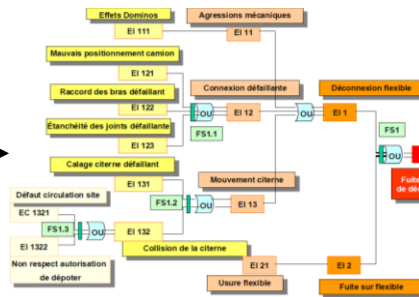 Effets Dominos
EI 111
Agressions mécaniques
EI 11
Mauvais positionnement camion
EI 121
Raccord des bras défaillant
EI 122
Étanchéité des joints défaillante
EI 123
OU
FS1.1
Connexion défaillante
EI 12
OU
Déconnexion flexible
EI 1
FS1
OU
Fuite
de
Calage citerne défaillant
EI 131
FS1.2
OU
Mouvement citerne
EI 13
Défaut circulation site
EC 1321
FS1.3
OU
EI 132
EI 1322
Non respect autorisation
de dépoter
Collision de la citerne
EI 21
Usure flexible
EI 2
Fuite sur flexible